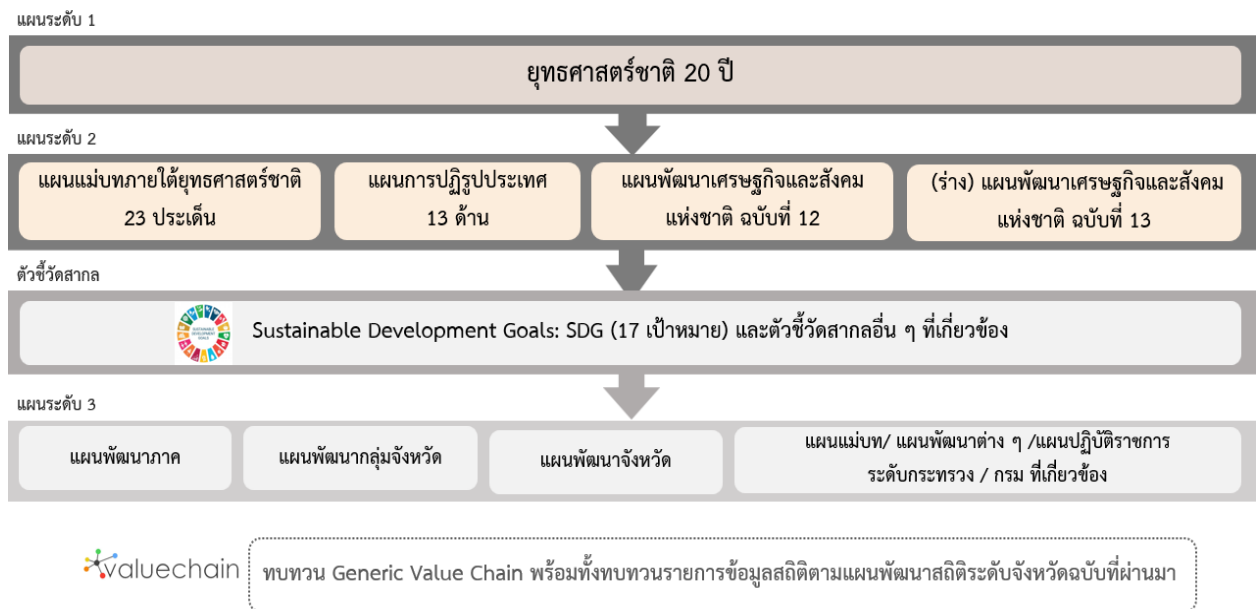 แผนระดับ 1
ยุทธศาสตร์ชาติ 20 ปี
แผนระดับ 2
แผนแม่บทภายใต้ยุทธศาสตร์ชาติ
23 ประเด็น
แผนการปฏิรูปประเทศ
13 ด้าน
แผนพัฒนาเศรษฐกิจและสังคม
แห่งชาติ ฉบับที่ 12
(ร่าง) แผนพัฒนาเศรษฐกิจและสังคม
แห่งชาติ ฉบับที่ 13
ตัวชี้วัดสากล
SUSTAINABLE
DEVELOPMENT
GOALS
Sustainable Development Goals: SDG (17 เป้าหมาย) และตัวชี้วัดสากลอื่น ๆ ที่เกี่ยวข้อง
แผนระดับ 3
แผนพัฒนาภาค
แผนพัฒนากลุ่มจังหวัด
แผนพัฒนาจังหวัด
แผนแม่บท/ แผนพัฒนาต่าง ๆ /แผนปฏิบัติราชการ
ระดับกระทรวง / กรม ที่เกี่ยวข้อง
valuechain
ทบทวน Generic Value Chain พร้อมทั้งทบทวนรายการข้อมูลสถิติตามแผนพัฒนาสถิติระดับจังหวัดฉบับที่ผ่านมา